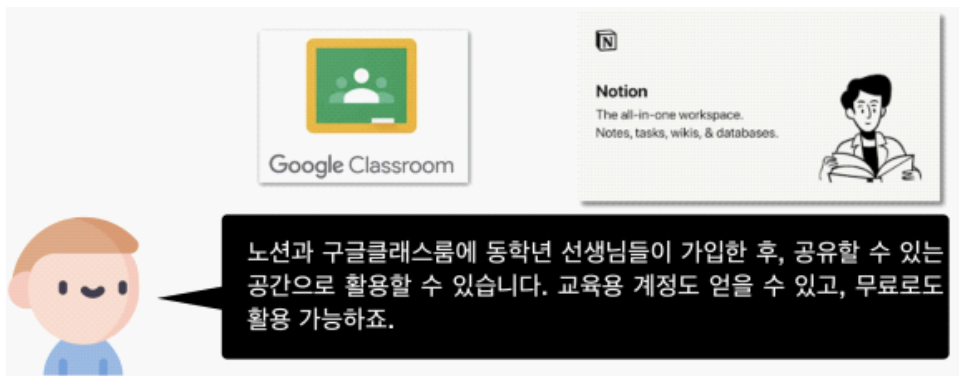 Google Classroom
N
Notion
The all-in-one workspace.
Notes, tasks, wikis, & databases.
노션과 구글클래스룸에 동학년 선생님들이 가입한 후, 공유할 수 있는
공간으로 활용할 수 있습니다. 교육용 계정도 얻을 수 있고, 무료로도
활용 가능하죠.